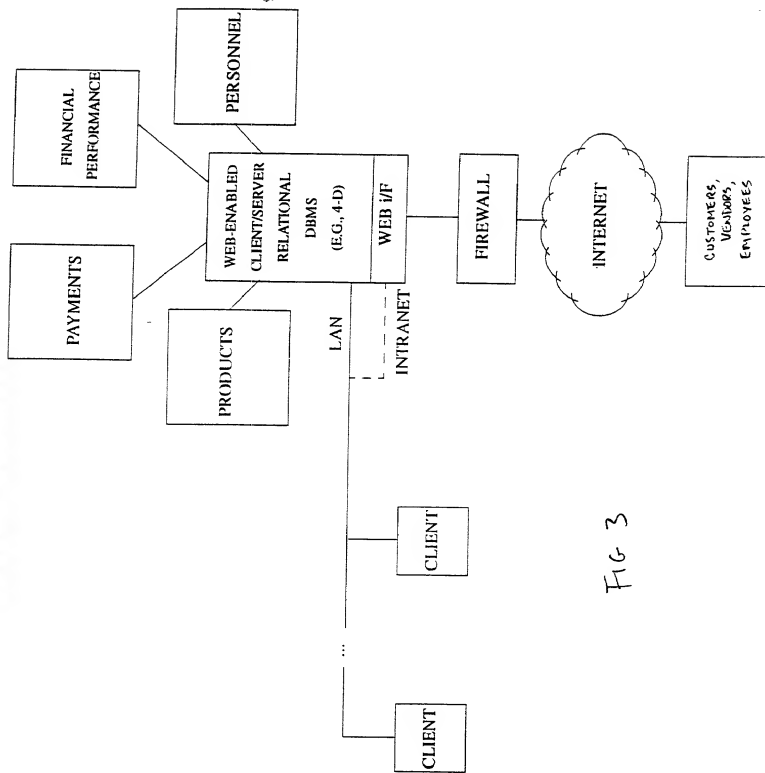 PAYMENTS
FINANCIAL
PERFORMANCE
PRODUCTS
PERSONNEL
WEB-ENABLED
CLIENT/SERVER
RELATIONAL
DBMS
(E.G., 4-D)
WEB i/F
LAN
INTRANET
...
CLIENT
CLIENT
FIREWALL
INTERNET
CUSTOMERS,
VENDORS,
EMPLOYEES
FIG 3